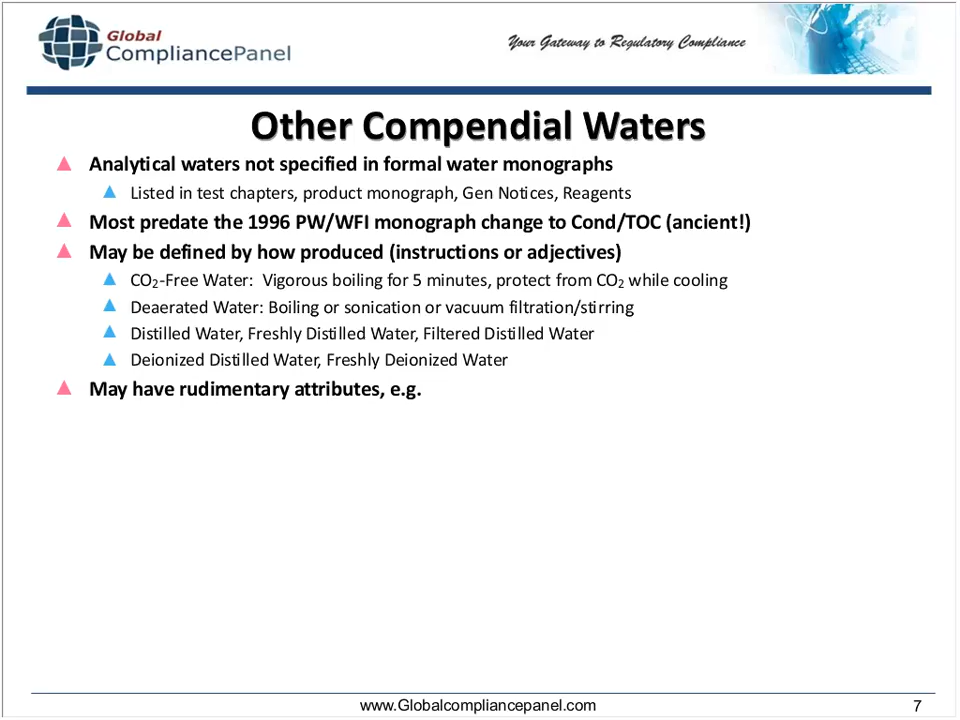 Global
CompliancePanel
Your Gateway to Regulatory Compliance
Other Compendial Waters
Analytical waters not specified in formal water monographs
Listed in test chapters, product monograph, Gen Notices, Reagents
Most predate the 1996 PW/WFI monograph change to Cond/TOC (ancient!)
May be defined by how produced (instructions or adjectives)
CO₂-Free Water: Vigorous boiling for 5 minutes, protect from CO₂ while cooling
Deaerated Water: Boiling or sonication or vacuum filtration/stirring
Distilled Water, Freshly Distilled Water, Filtered Distilled Water
Deionized Distilled Water, Freshly Deionized Water
May have rudimentary attributes, e.g.
www.Globalcompliancepanel.com
7